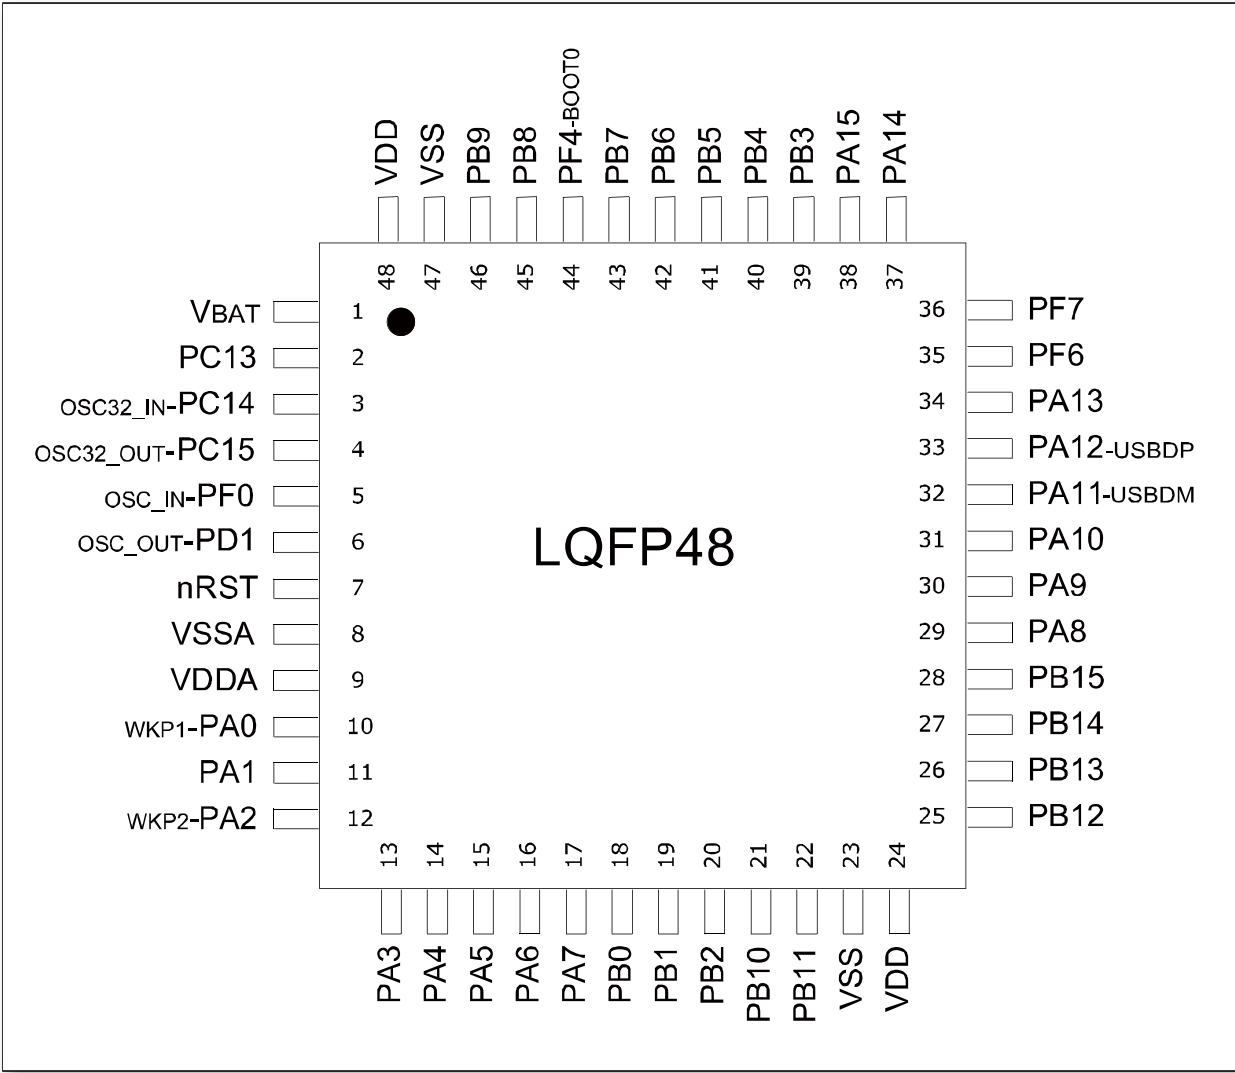 VDD
VSS
PB9
PB8
PF4-BOOT0
PB7
PB6
PB5
PB4
PB3
PA15
PA14
48
47
46
45
44
43
42
41
40
39
38
37
VBAT 1
PC13 2
OSC32_IN-PC14 3
OSC32_OUT-PC15 4
OSC_IN-PF0 5
OSC_OUT-PD1 6
nRST 7
VSSA 8
VDDA 9
WKP1-PA0 10
PA1 11
WKP2-PA2 12
LQFP48
36 PF7
35 PF6
34 PA13
33 PA12-USBDP
32 PA11-USBDM
31 PA10
30 PA9
29 PA8
28 PB15
27 PB14
26 PB13
25 PB12
13
14
15
16
17
18
19
20
21
22
23
24
PA3
PA4
PA5
PA6
PA7
PB0
PB1
PB2
PB10
PB11
VSS
VDD